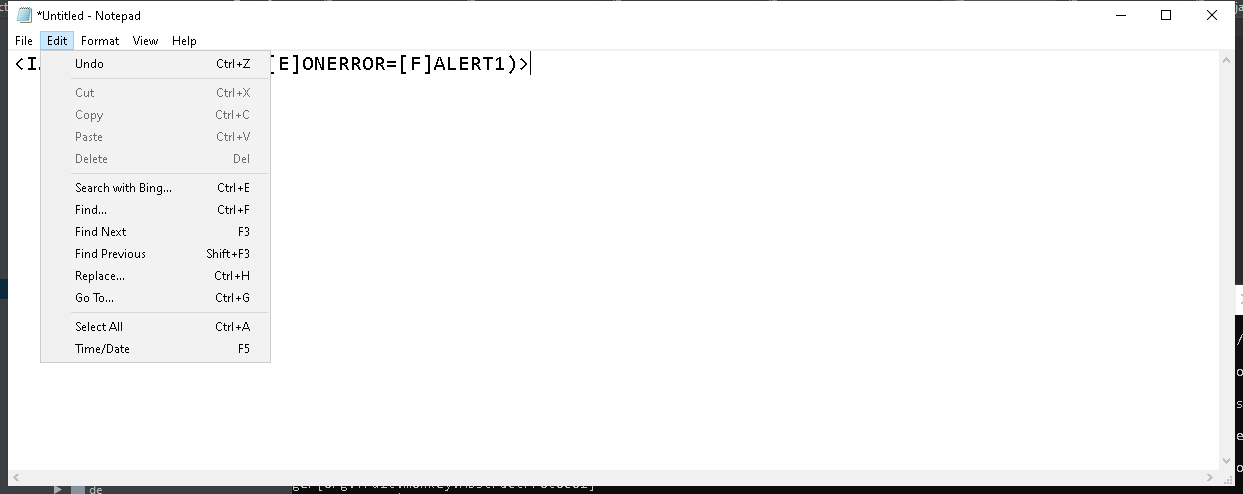 *Untitled - Notepad
File Edit Format View Help
<I [E]ONERROR=[F]ALERT1)>
Undo Ctrl+Z
Cut Ctrl+X
Copy Ctrl+C
Paste Ctrl+V
Delete Del
Search with Bing... Ctrl+E
Find... Ctrl+F
Find Next F3
Find Previous Shift+F3
Replace... Ctrl+H
Go To... Ctrl+G
Select All Ctrl+A
Time/Date F5
de